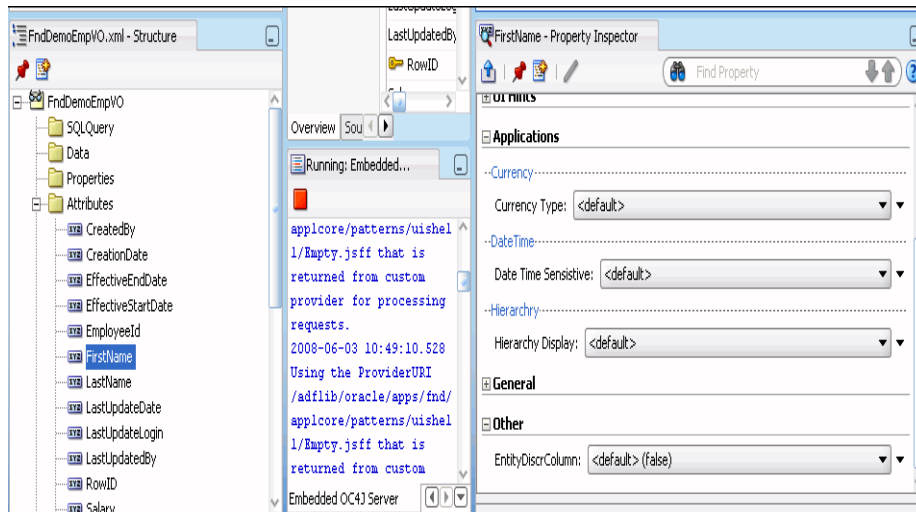 FndDemoEmpVO.xml - Structure
FndDemoEmpVO
SQLQuery
Data
Properties
Attributes
CreatedBy
CreationDate
EffectiveEndDate
EffectiveStartDate
EmployeeId
FirstName
LastName
LastUpdateDate
LastUpdateLogin
LastUpdatedBy
RowID
Salary
LastUpdatedBy
RowID
Overview Sou
Running: Embedded...
applcore/patterns/uishel
l/Empty.jsff that is
returned from custom
provider for processing
requests.
2008-06-03 10:49:10.528
Using the ProviderURI
/adflib/oracle/apps/fnd/
applcore/patterns/uishel
l/Empty.jsff that is
returned from custom
Embedded OC4J Server
FirstName - Property Inspector
Find Property
UI Hints
Applications
Currency
Currency Type: <default>
DateTime
Date Time Sensistive: <default>
Hierarchry
Hierarchy Display: <default>
General
Other
EntityDiscrColumn: <default> (false)